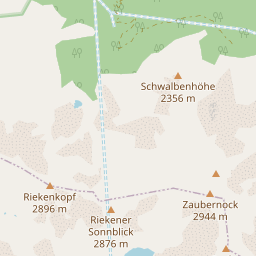 Schwalbenhöhe
2356 m
Riekenkopf
2896 m
Zaubernock
2944 m
Riekener
Sonnblick
2876 m